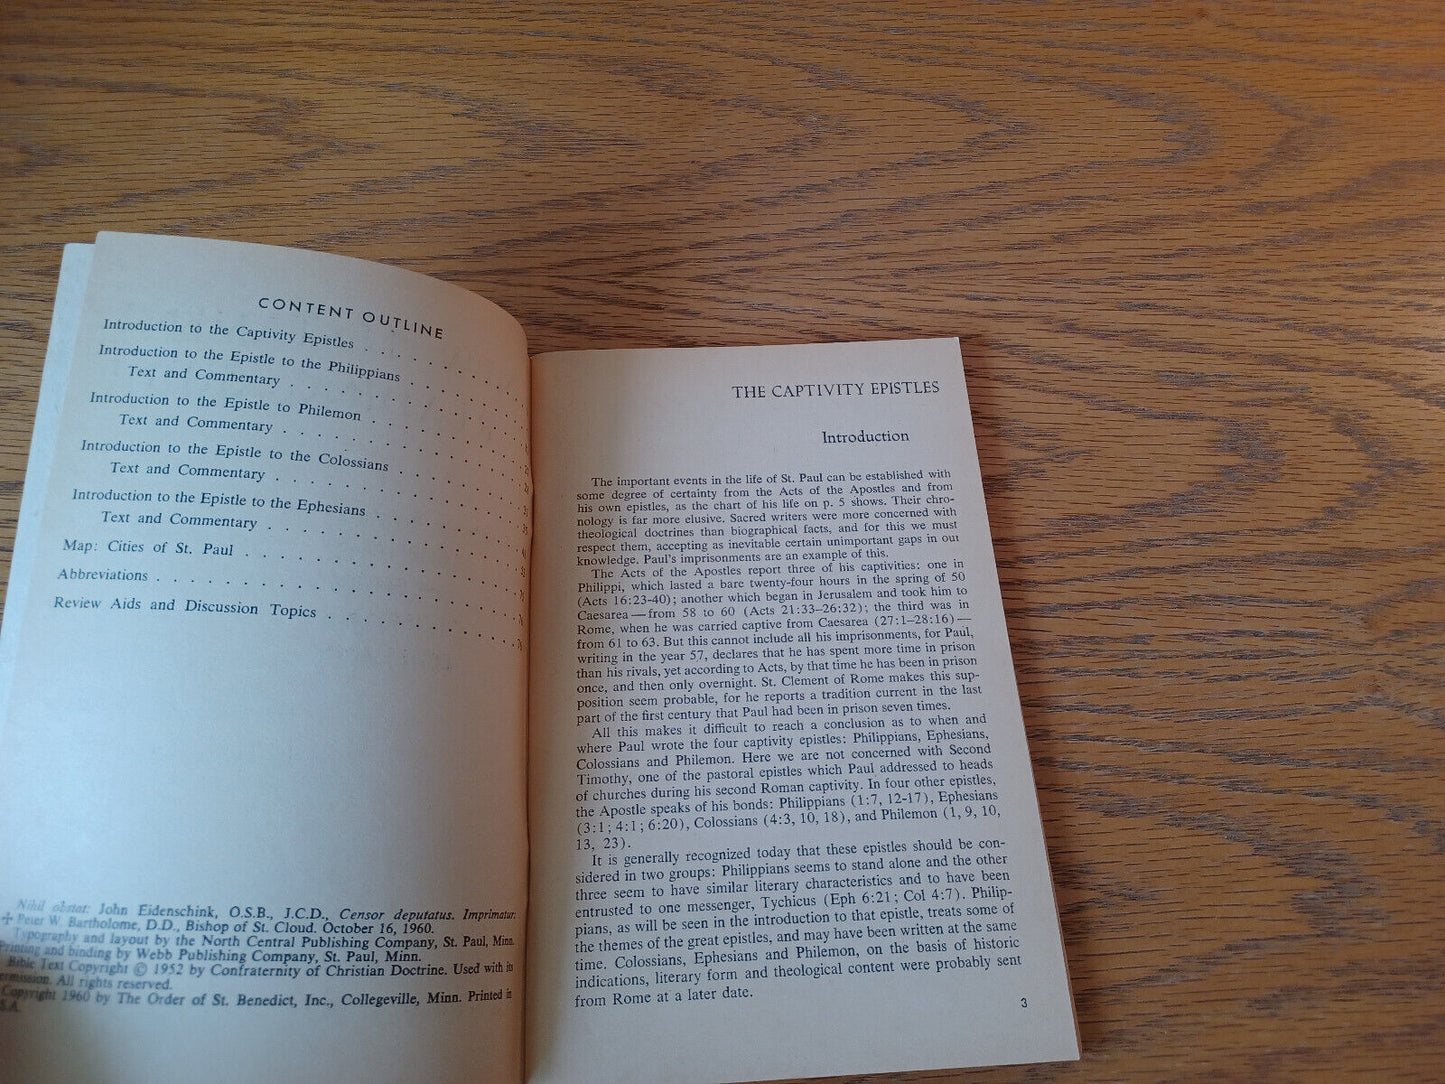 CONTENT OUTLINE
Introduction to the Captivity Epistles . . . . . . . .
Introduction to the Epistle to the Philippians . . . . . .
Text and Commentary . . . . . . . . . . . .
Introduction to the Epistle to Philemon . . . . . . . .
Text and Commentary . . . . . . . . . . . .
Introduction to the Epistle to the Colossians . . . . . . .
Text and Commentary . . . . . . . . . . . .
Introduction to the Epistle to the Ephesians . . . . . . .
Text and Commentary . . . . . . . . . . . .
Map: Cities of St. Paul . . . . . . . . . . . . .
Abbreviations . . . . . . . . . . . . . . . .
Review Aids and Discussion Topics . . . . . . . . .
Nihil obstat: John Eidenschink, O.S.B., J.C.D., Censor deputatus. Imprimatur:
✢ Peter W. Bartholome, D.D., Bishop of St. Cloud. October 16, 1960.
Typography and layout by the North Central Publishing Company, St. Paul, Minn.
Printing and binding by Webb Publishing Company, St. Paul, Minn.
Bible Text Copyright © 1952 by Confraternity of Christian Doctrine. Used with its
permission. All rights reserved.
Copyright 1960 by The Order of St. Benedict, Inc., Collegeville, Minn. Printed in
S.A.
THE CAPTIVITY EPISTLES
Introduction
The important events in the life of St. Paul can be established with
some degree of certainty from the Acts of the Apostles and from
his own epistles, as the chart of his life on p. 5 shows. Their chro-
nology is far more elusive. Sacred writers were more concerned with
theological doctrines than biographical facts, and for this we must
respect them, accepting as inevitable certain unimportant gaps in out
knowledge. Paul's imprisonments are an example of this.
The Acts of the Apostles report three of his captivities: one in
Philippi, which lasted a bare twenty-four hours in the spring of 50
(Acts 16:23-40); another which began in Jerusalem and took him to
Caesarea — from 58 to 60 (Acts 21:33–26:32); the third was in
Rome, when he was carried captive from Caesarea (27:1–28:16) —
from 61 to 63. But this cannot include all his imprisonments, for Paul,
writing in the year 57, declares that he has spent more time in prison
than his rivals, yet according to Acts, by that time he has been in prison
once, and then only overnight. St. Clement of Rome makes this sup-
position seem probable, for he reports a tradition current in the last
part of the first century that Paul had been in prison seven times.
All this makes it difficult to reach a conclusion as to when and
where Paul wrote the four captivity epistles: Philippians, Ephesians,
Colossians and Philemon. Here we are not concerned with Second
Timothy, one of the pastoral epistles which Paul addressed to heads
of churches during his second Roman captivity. In four other epistles,
the Apostle speaks of his bonds: Philippians (1:7, 12-17), Ephesians
(3:1; 4:1; 6:20), Colossians (4:3, 10, 18), and Philemon (1, 9, 10,
13, 23).
It is generally recognized today that these epistles should be con-
sidered in two groups: Philippians seems to stand alone and the other
three seem to have similar literary characteristics and to have been
entrusted to one messenger, Tychicus (Eph 6:21; Col 4:7). Philip-
pians, as will be seen in the introduction to that epistle, treats some of
the themes of the great epistles, and may have been written at the same
time. Colossians, Ephesians and Philemon, on the basis of historic
indications, literary form and theological content were probably sent
from Rome at a later date.
3